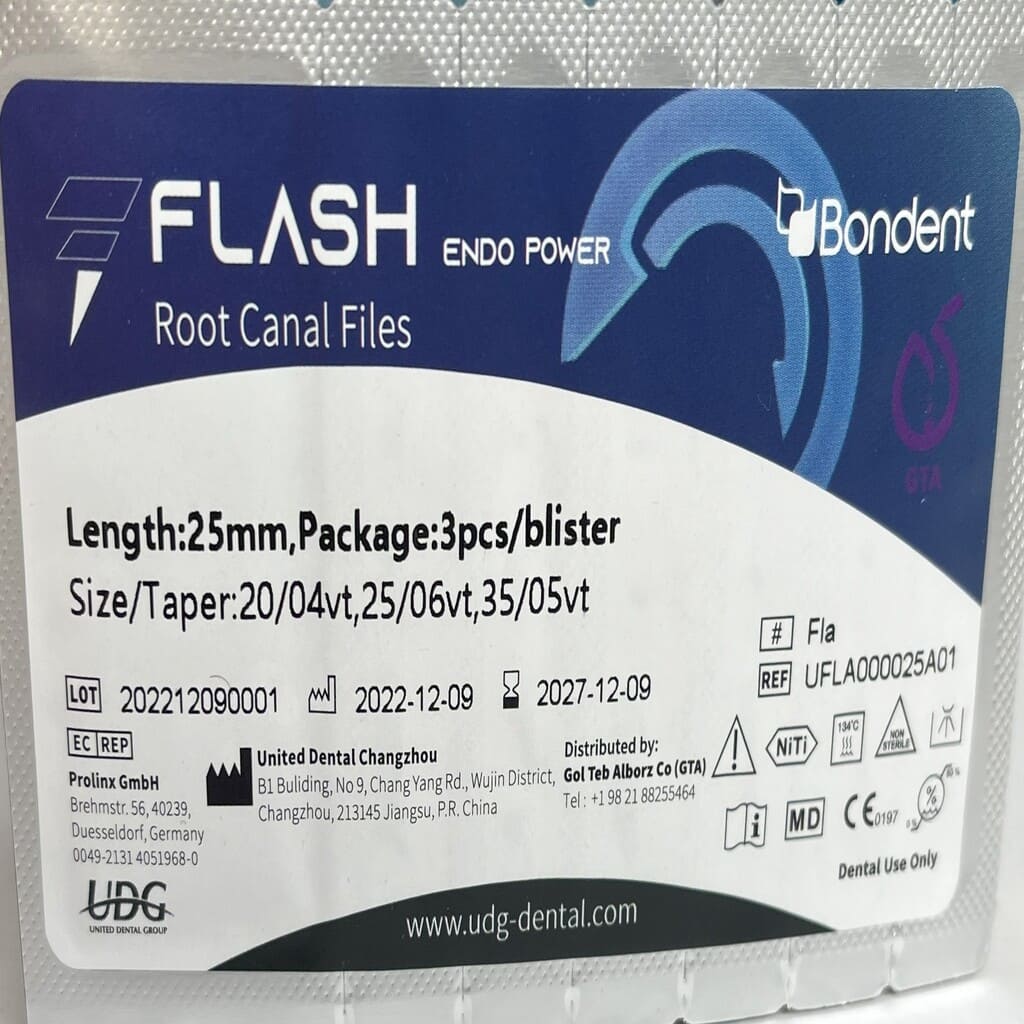 FLASH ENDO POWER
Root Canal Files
Bondent
GTA
Length:25mm,Package:3pcs/blister
Size/Taper:20/04vt,25/06vt,35/05vt
# Fla
REF UFLA000025A01
LOT 202212090001 2022-12-09 2027-12-09
EC REP
Prolinx GmbH
Brehmstr. 56, 40239,
Duesseldorf, Germany
0049-2131 4051968-0
United Dental Changzhou
B1 Buliding, No 9, Chang Yang Rd., Wujin District,
Changzhou, 213145 Jiangsu, P.R. China
Distributed by:
Gol Teb Alborz Co (GTA)
Tel : +1 98 21 88255464
NiTi
134°C
NON
STERILE
i
MD
CE 0197
%
80%
Dental Use Only
UDG
UNITED DENTAL GROUP
www.udg-dental.com